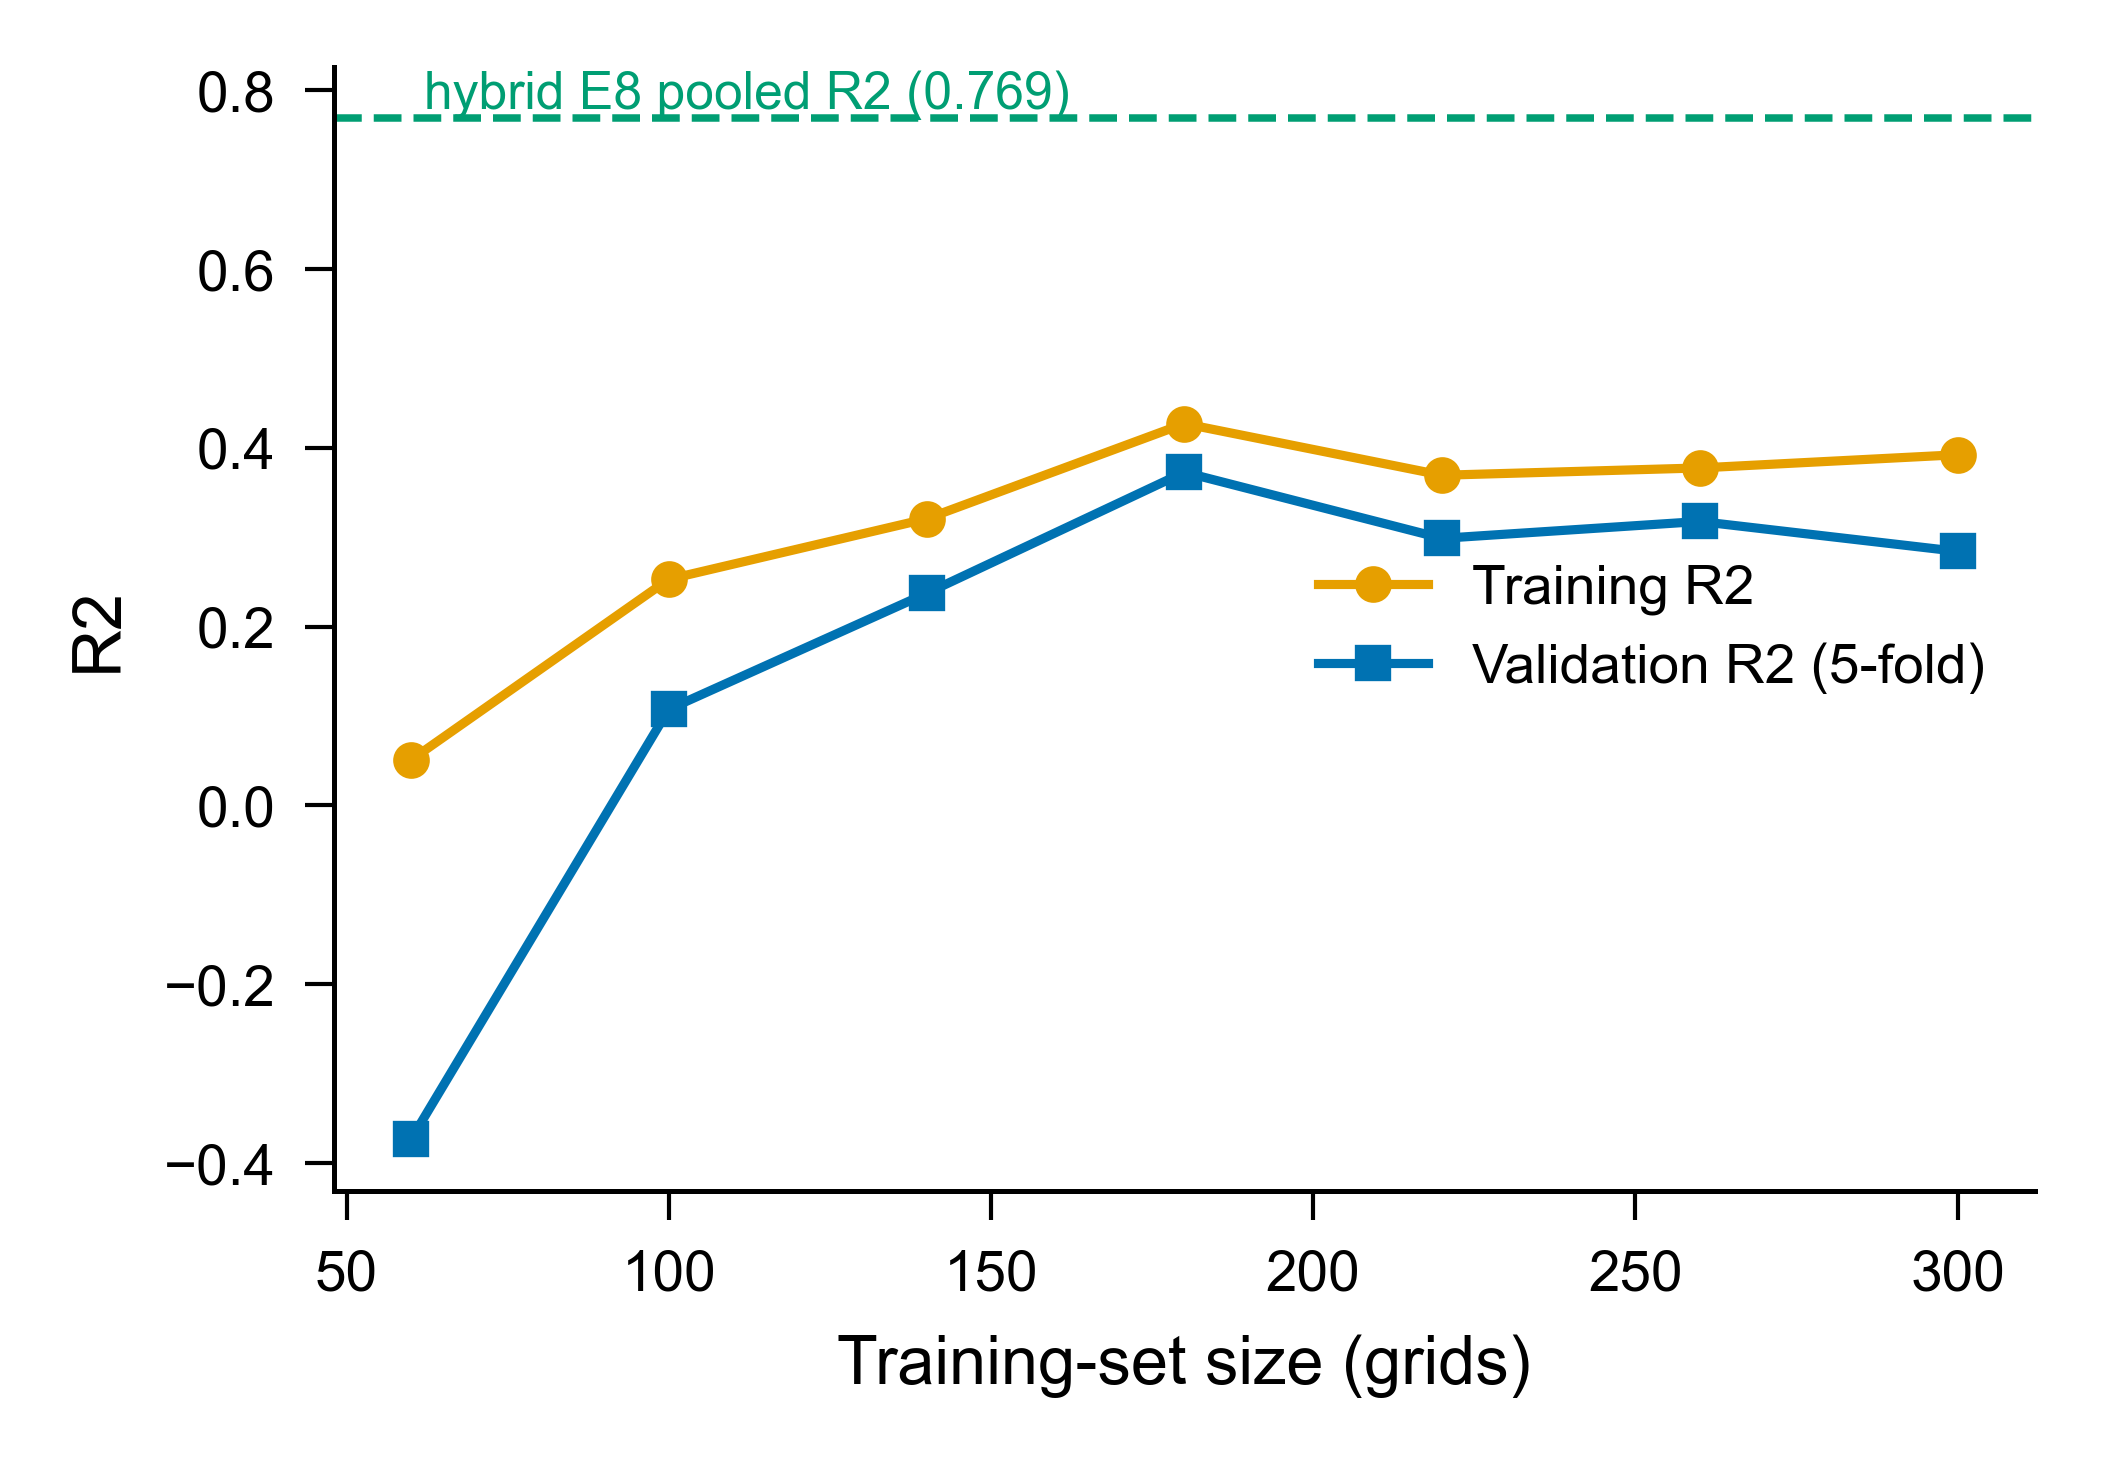 hybrid E8 pooled R2 (0.769)
0.8
0.6
0.4
0.2
0.0
−0.2
−0.4
R2
Training R2
Validation R2 (5-fold)
50 100 150 200 250 300
Training-set size (grids)